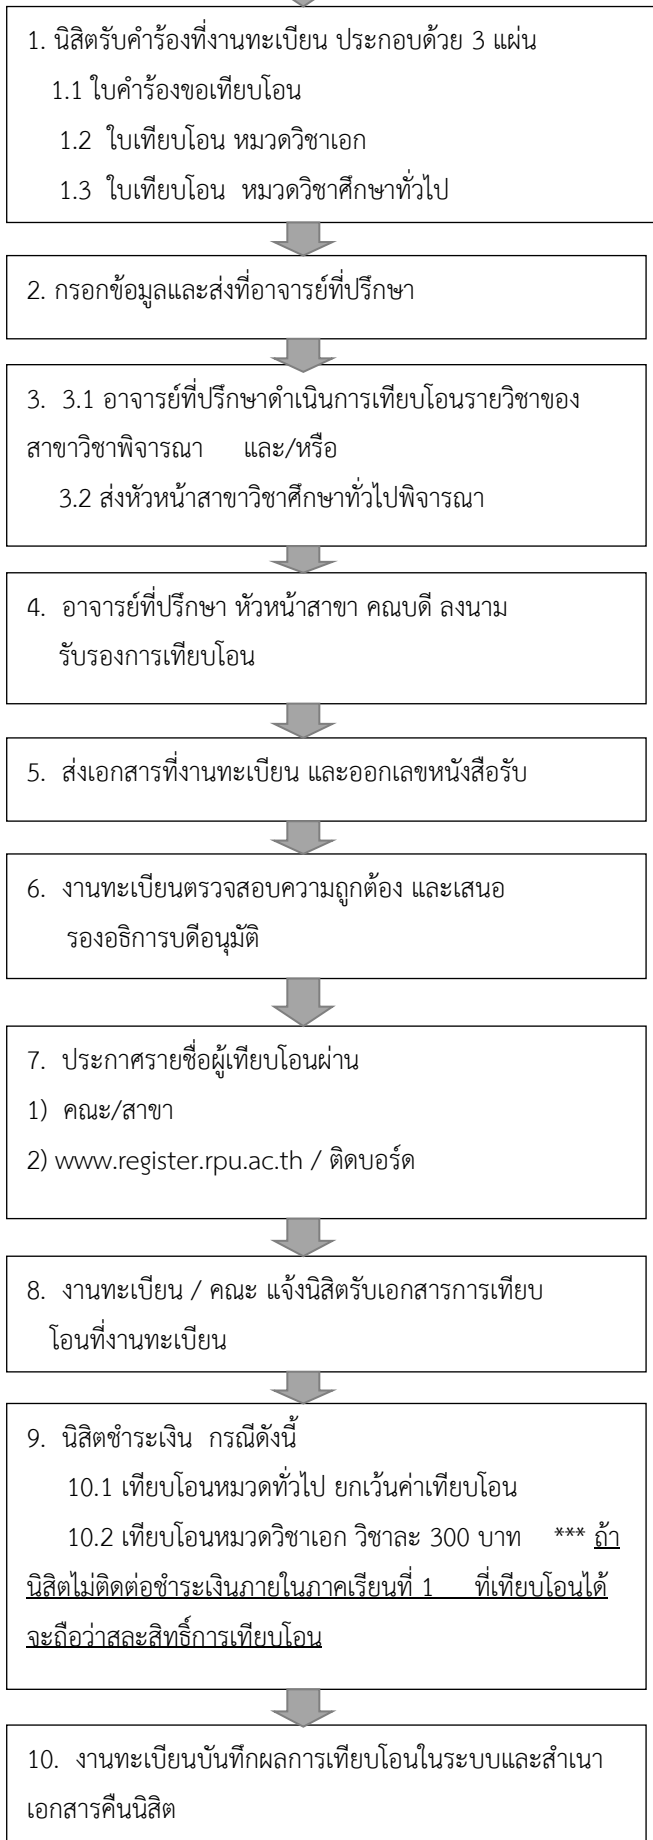 1. นิสิตรับคำร้องที่งานทะเบียน ประกอบด้วย 3 แผ่น
1.1 ใบคำร้องขอเทียบโอน
1.2 ใบเทียบโอน หมวดวิชาเอก
1.3 ใบเทียบโอน หมวดวิชาศึกษาทั่วไป
2. กรอกข้อมูลและส่งที่อาจารย์ที่ปรึกษา
3. 3.1 อาจารย์ที่ปรึกษาดำเนินการเทียบโอนรายวิชาของ
สาขาวิชาพิจารณา และ/หรือ
3.2 ส่งหัวหน้าสาขาวิชาศึกษาทั่วไปพิจารณา
4. อาจารย์ที่ปรึกษา หัวหน้าสาขา คณบดี ลงนาม
รับรองการเทียบโอน
5. ส่งเอกสารที่งานทะเบียน และออกเลขหนังสือรับ
6. งานทะเบียนตรวจสอบความถูกต้อง และเสนอ
รองอธิการบดีอนุมัติ
7. ประกาศรายชื่อผู้เทียบโอนผ่าน
1) คณะ/สาขา
2) www.register.rpu.ac.th / ติดบอร์ด
8. งานทะเบียน / คณะ แจ้งนิสิตรับเอกสารการเทียบ
โอนที่งานทะเบียน
9. นิสิตชำระเงิน กรณีดังนี้
10.1 เทียบโอนหมวดทั่วไป ยกเว้นค่าเทียบโอน
10.2 เทียบโอนหมวดวิชาเอก วิชาละ 300 บาท *** ถ้า
นิสิตไม่ติดต่อชำระเงินภายในภาคเรียนที่ 1 ที่เทียบโอนได้
จะถือว่าสละสิทธิ์การเทียบโอน
10. งานทะเบียนบันทึกผลการเทียบโอนในระบบและสำเนา
เอกสารคืนนิสิต